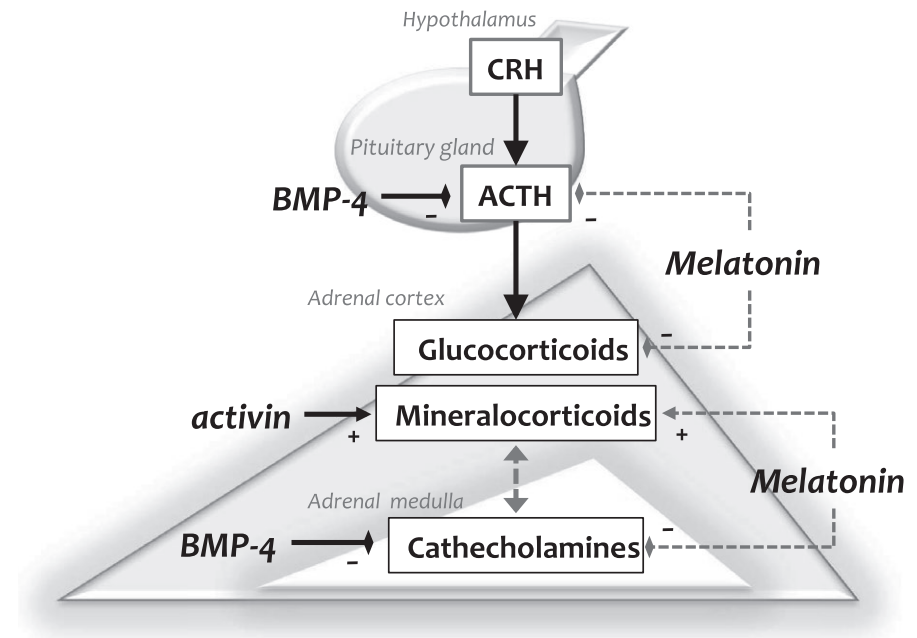 Hypothalamus
CRH
Pituitary gland
BMP-4
–
ACTH
–
Melatonin
Adrenal cortex
Glucocorticoids
–
activin
+
Mineralocorticoids
+
Melatonin
Adrenal medulla
BMP-4
–
Cathecholamines
–